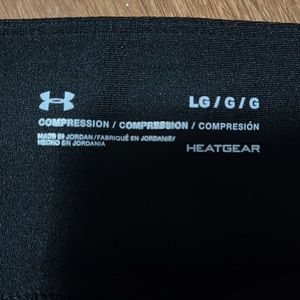 LG / G / G
COMPRESSION / COMPRESSION / COMPRESIÓN
MADE IN JORDAN / FABRIQUÉ EN JORDANIE/
HECHO EN JORDANIA
HEATGEAR